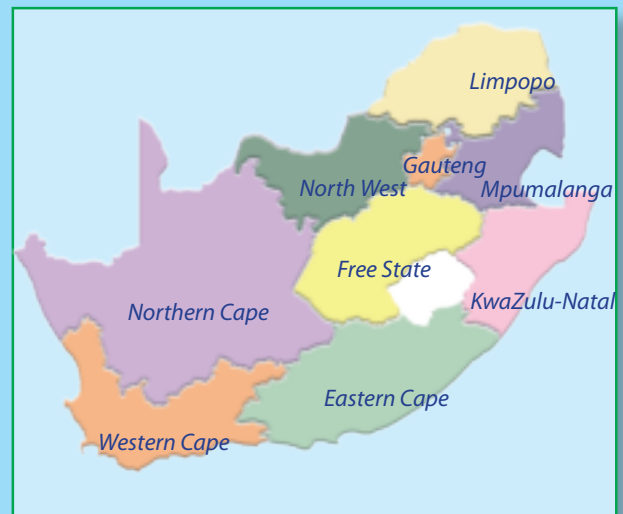 Limpopo
Gauteng
North West
Mpumalanga
Free State
KwaZulu-Natal
Northern Cape
Eastern Cape
Western Cape